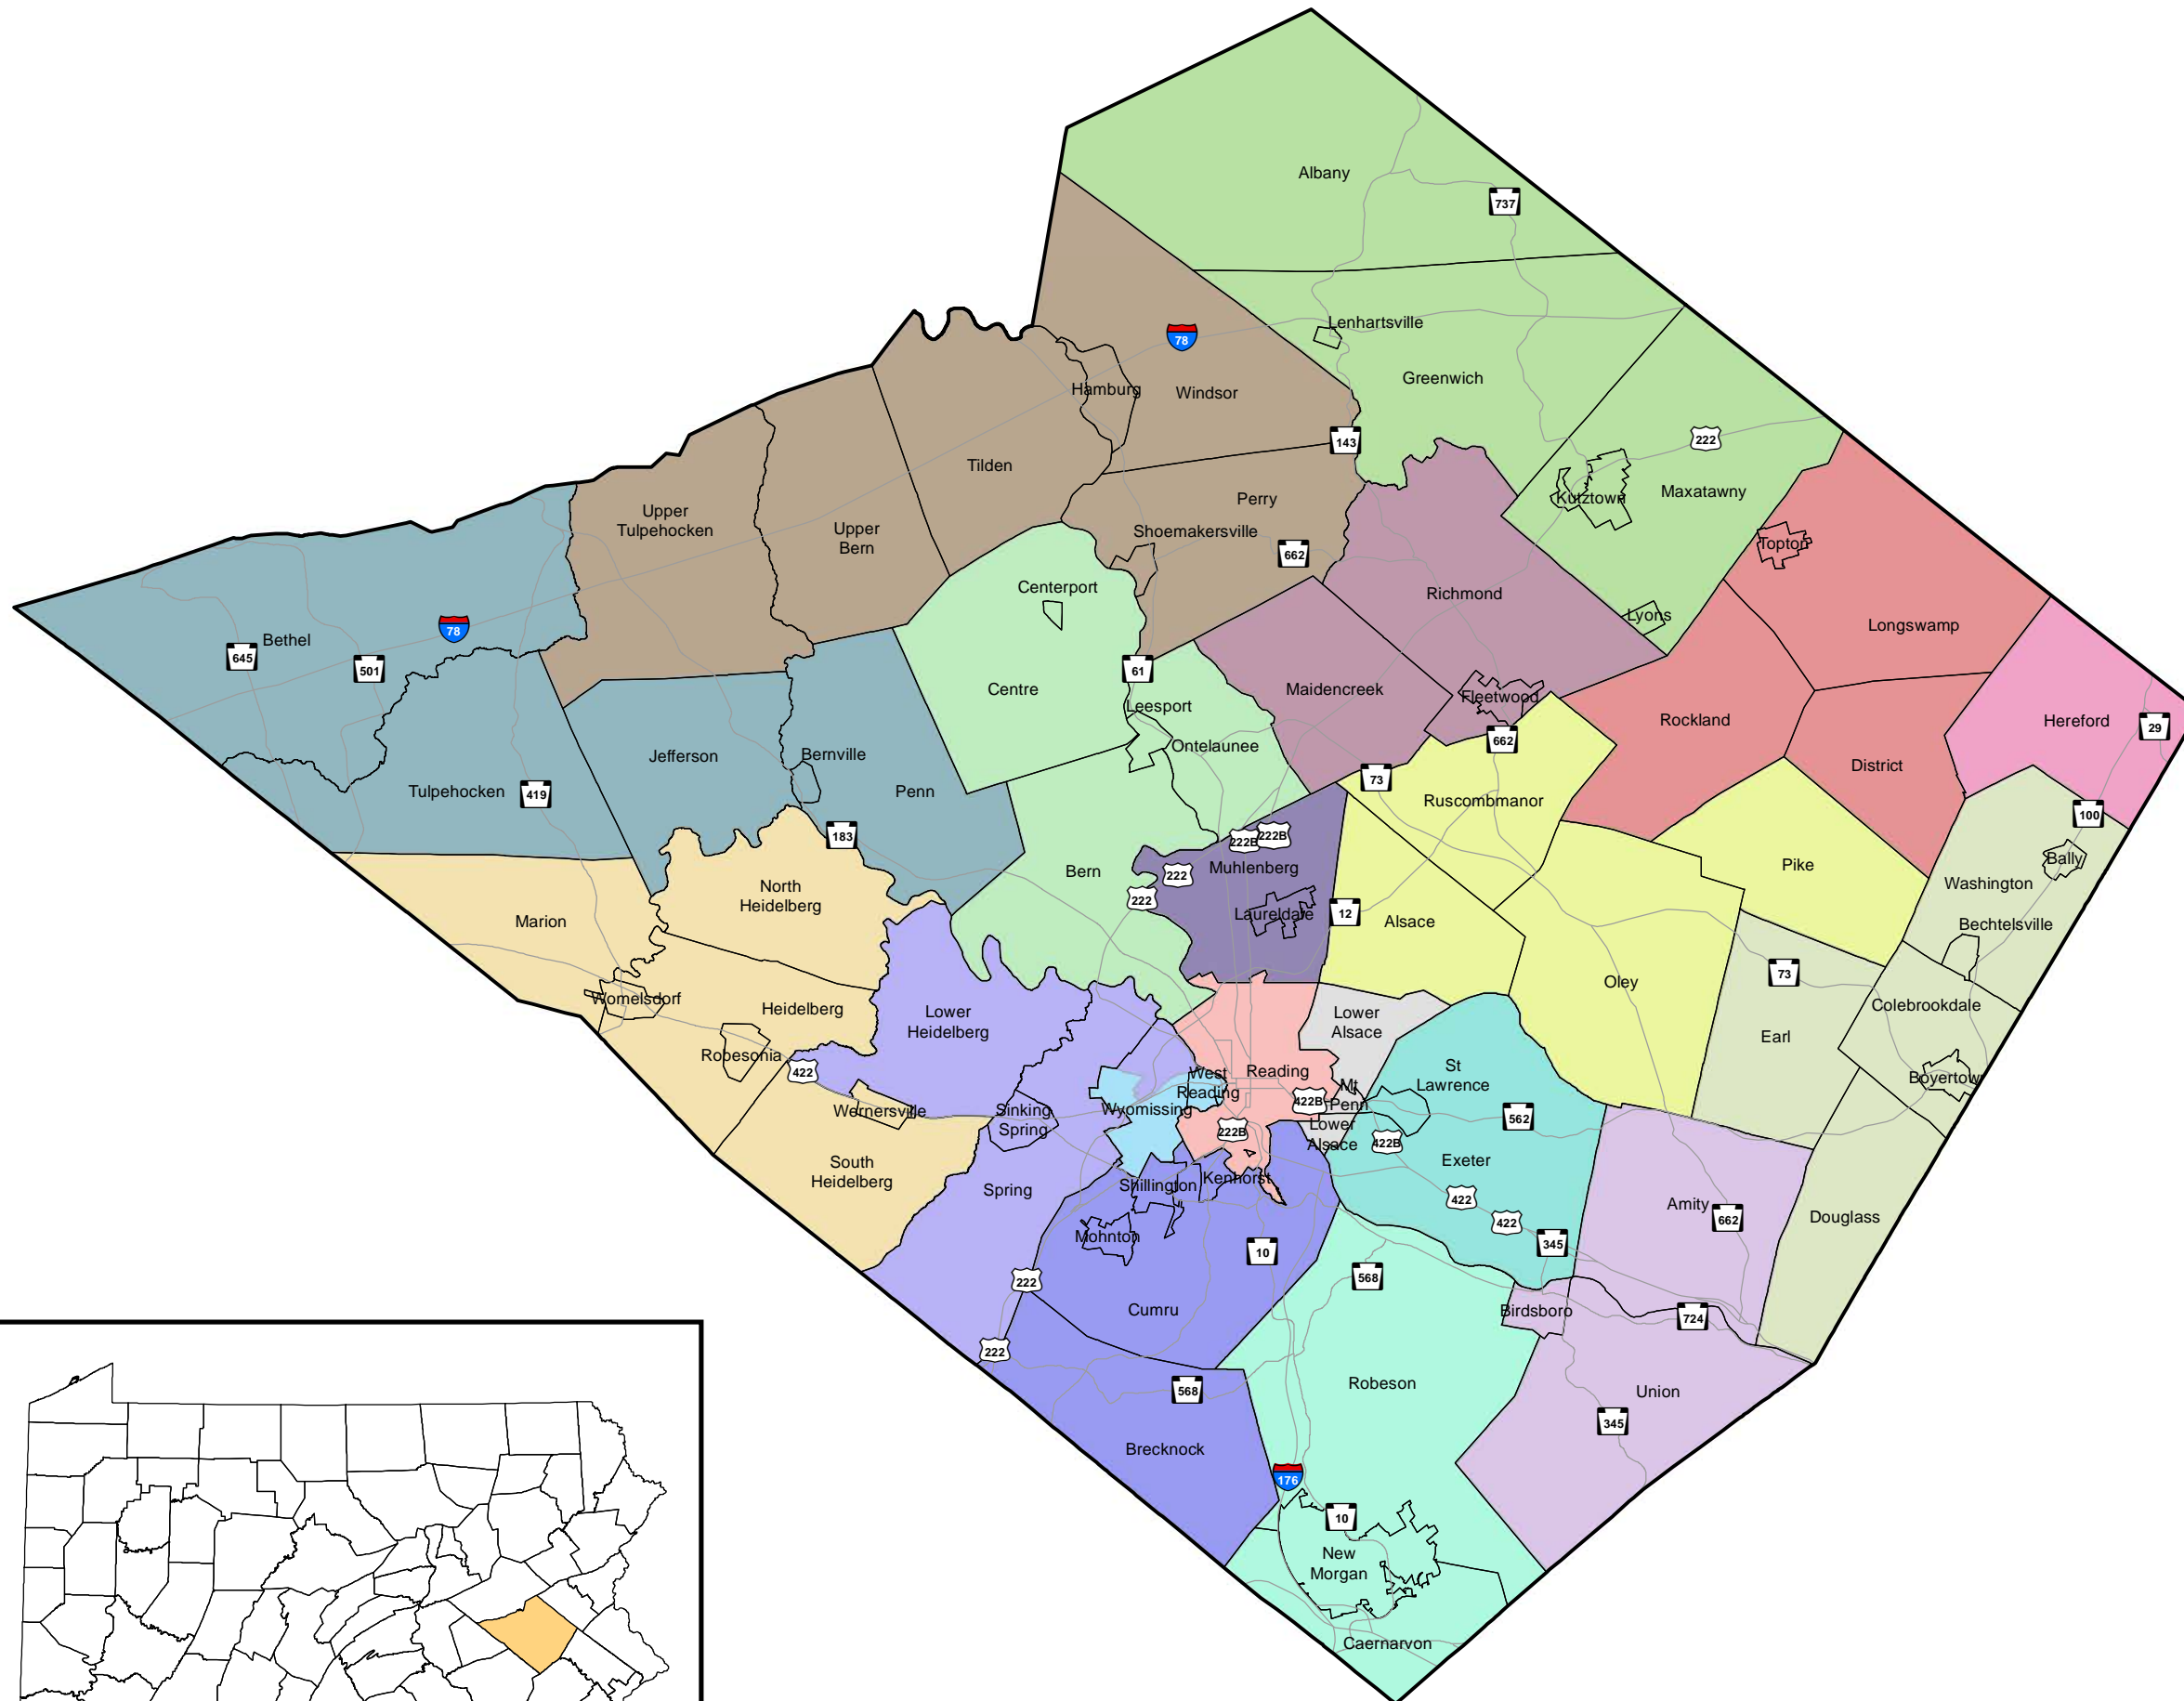 Albany
737
Lenhartsville
78
Greenwich
Hamburg
Windsor
222
143
Tilden
Kutztown
Maxatawny
Perry
Upper
Tulpehocken
Shoemakersville
Upper
Bern
662
Topton
Centerport
Richmond
Lyons
Longswamp
78
Bethel
645
501
61
Centre
Maidencreek
Fleetwood
Leesport
Rockland
Hereford
29
662
Ontelaunee
Jefferson
Bernville
District
73
Tulpehocken
419
Penn
Ruscombmanor
100
183
222B
222B
Bally
Pike
Muhlenberg
Bern
222
Washington
North
Heidelberg
222
Laureldale
12
Alsace
Marion
Bechtelsville
73
Oley
Womelsdorf
Heidelberg
Lower
Heidelberg
Colebrookdale
Lower
Alsace
Earl
Robesonia
422
St
Lawrence
West
Reading
Reading
Boyertown
Mt
Penn
422B
Wernersville
Sinking
Spring
Wyomissing
562
222B
Lower
Alsace
422B
Exeter
South
Heidelberg
Spring
Shillington
Kenhorst
422
Amity
662
Douglass
422
Mohnton
10
345
222
568
Cumru
Birdsboro
724
222
Robeson
568
Union
345
Brecknock
176
10
New
Morgan
Caernarvon